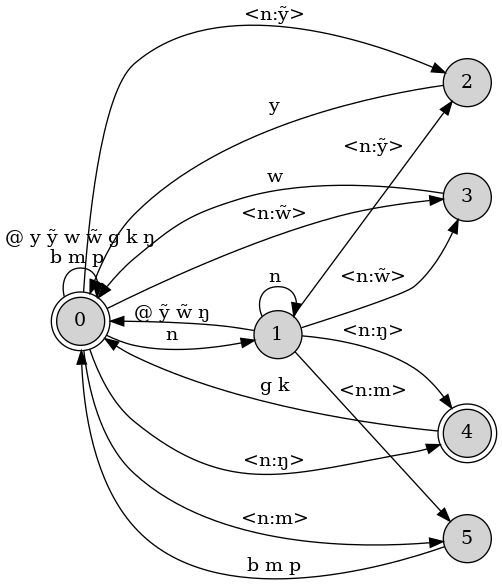 <n:ỹ>
2
y
<n:ỹ>
w
3
<n:w̃>
@ y ỹ w w̃ g k ŋ
b m p
n
<n:w̃>
0
@ ỹ w̃ ŋ
n
1
<n:ŋ>
g k
<n:m>
4
<n:ŋ>
<n:m>
5
b m p